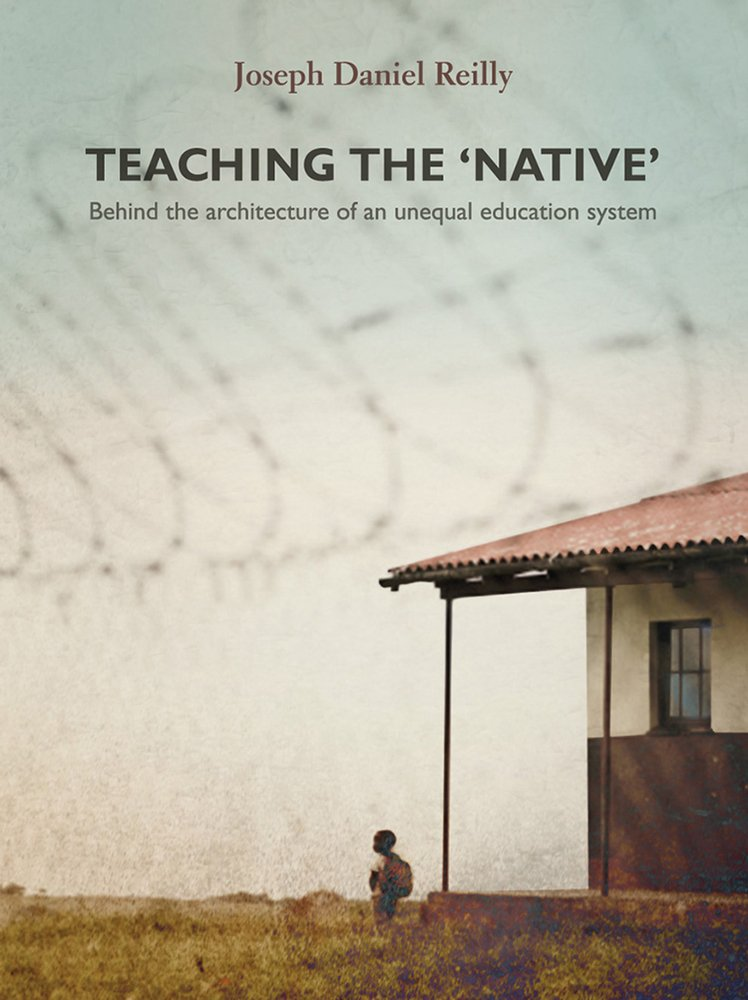 Joseph Daniel Reilly
TEACHING THE ‘NATIVE’
Behind the architecture of an unequal education system